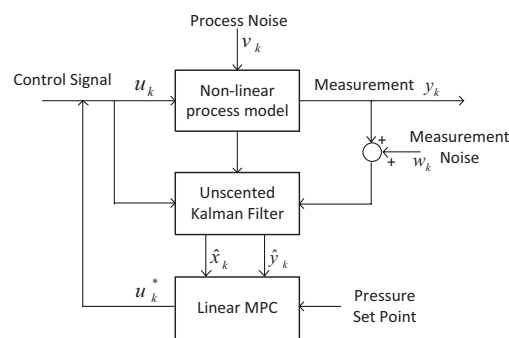 Process Noise
v_k
Control Signal
u_k
Non-linear
process model
Measurement
y_k
+
+
Measurement
Noise
w_k
Unscented
Kalman Filter
x̂_k
ŷ_k
u_k^*
Linear MPC
Pressure
Set Point